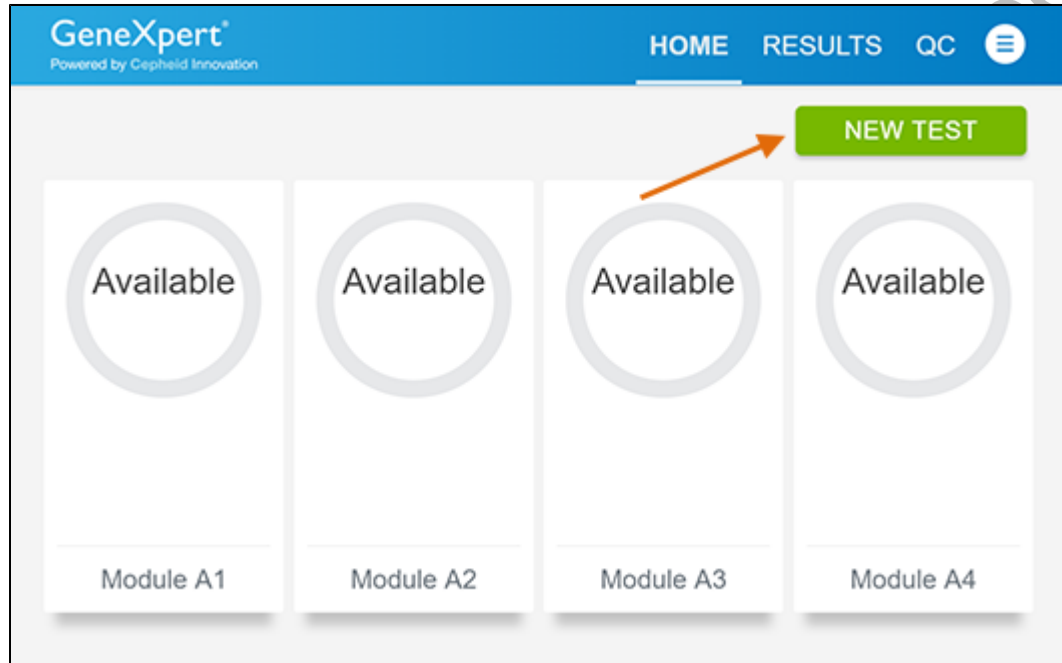 GeneXpert®
Powered by Cepheid Innovation
HOME RESULTS QC
NEW TEST
Available Available Available Available
Module A1 Module A2 Module A3 Module A4